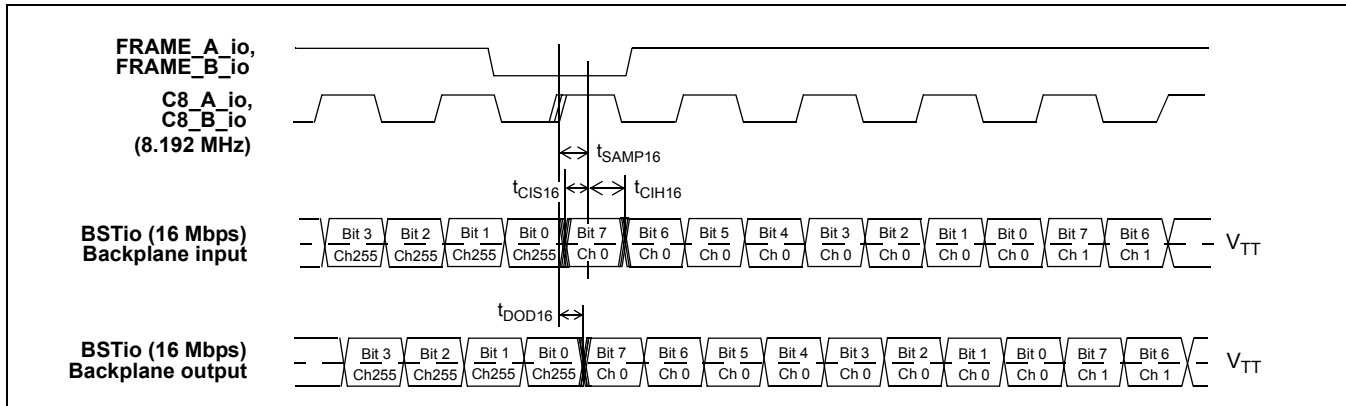 FRAME_A_io,
FRAME_B_io
C8_A_io,
C8_B_io
(8.192 MHz)
tSAMP16
tCIS16
tCIH16
BSTio (16 Mbps)
Backplane input
Bit 3 Bit 2 Bit 1 Bit 0 Bit 7 Bit 6 Bit 5 Bit 4 Bit 3 Bit 2 Bit 1 Bit 0 Bit 7 Bit 6
Ch255 Ch255 Ch255 Ch255 Ch 0 Ch 0 Ch 0 Ch 0 Ch 0 Ch 0 Ch 0 Ch 0 Ch 1 Ch 1
VTT
tDOD16
BSTio (16 Mbps)
Backplane output
Bit 3 Bit 2 Bit 1 Bit 0 Bit 7 Bit 6 Bit 5 Bit 4 Bit 3 Bit 2 Bit 1 Bit 0 Bit 7 Bit 6
Ch255 Ch255 Ch255 Ch255 Ch 0 Ch 0 Ch 0 Ch 0 Ch 0 Ch 0 Ch 0 Ch 0 Ch 1 Ch 1
VTT